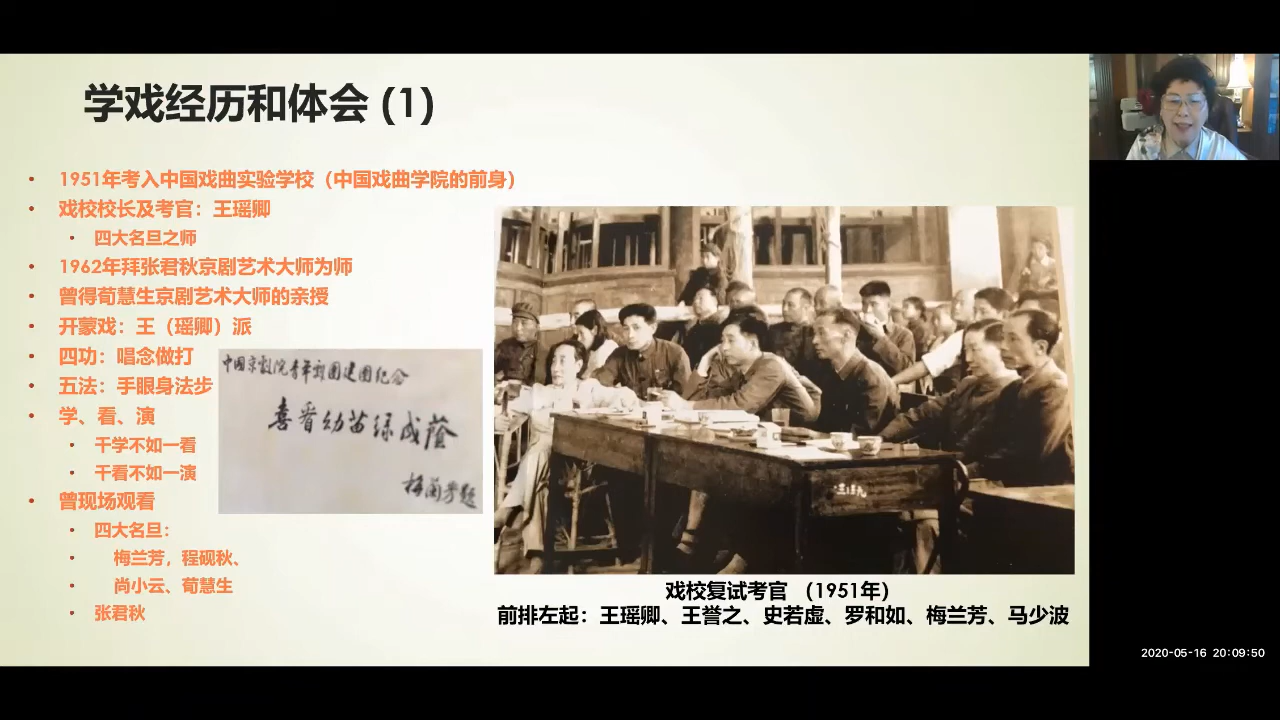 学戏经历和体会 (1)
• 1951年考入中国戏曲实验学校（中国戏曲学院的前身）
• 戏校校长及考官：王瑶卿
• 四大名旦之师
• 1962年拜张君秋京剧艺术大师为师
• 曾得荀慧生京剧艺术大师的亲授
• 开蒙戏：王（瑶卿）派
• 四功：唱念做打
• 五法：手眼身法步
• 学、看、演
• 千学不如一看
• 千看不如一演
• 曾现场观看
• 四大名旦：
• 梅兰芳，程砚秋、
• 尚小云、荀慧生
• 张君秋
中国京剧院青年剧团建团纪念
喜看幼苗绿成荫
梅兰芳题
戏校复试考官 （1951年）
前排左起：王瑶卿、王誉之、史若虚、罗和如、梅兰芳、马少波
2020-05-16 20:09:50